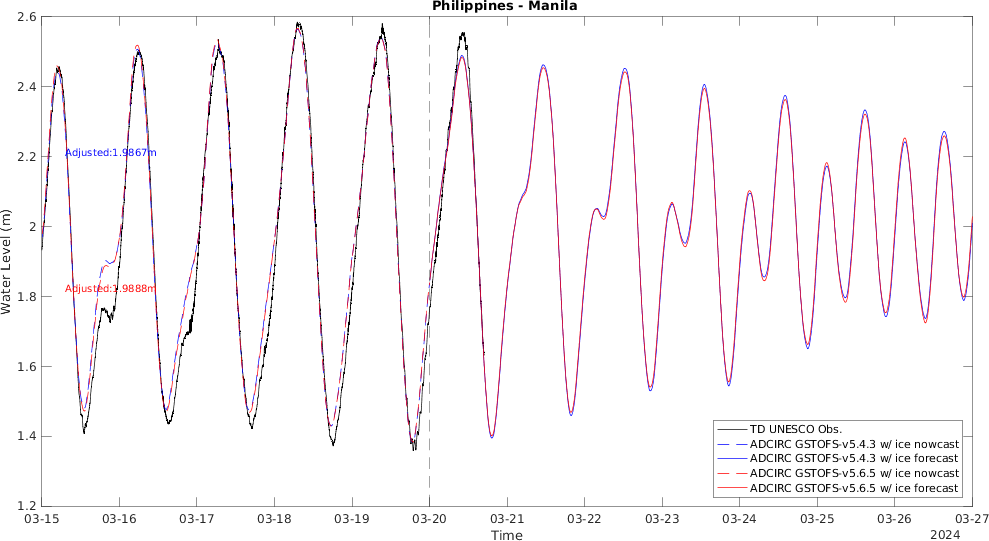 Philippines - Manila
2.6
2.4
2.2
2
1.8
1.6
1.4
1.2
Water Level (m)
Adjusted:1.9867m
Adjusted:1.9888m
TD UNESCO Obs.
ADCIRC GSTOFS-v5.4.3 w/ ice nowcast
ADCIRC GSTOFS-v5.4.3 w/ ice forecast
ADCIRC GSTOFS-v5.6.5 w/ ice nowcast
ADCIRC GSTOFS-v5.6.5 w/ ice forecast
03-15 03-16 03-17 03-18 03-19 03-20 03-21 03-22 03-23 03-24 03-25 03-26 03-27
Time
2024